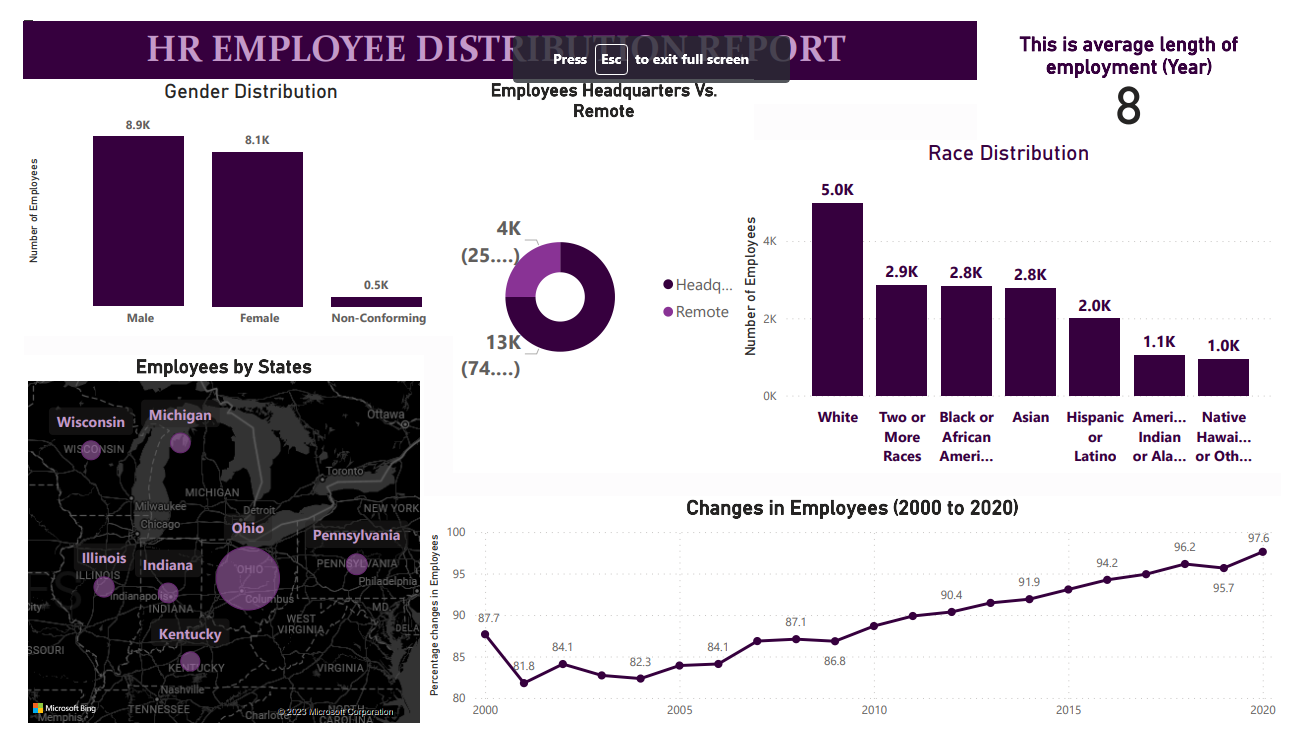 HR EMPLOYEE DISTRIBUTION REPORT
Press Esc to exit full screen
This is average length of
employment (Year)
8
Gender Distribution
Number of Employees
8.9K
8.1K
0.5K
Male
Female
Non-Conforming
Employees Headquarters Vs.
Remote
4K
(25....)
13K
(74....)
Headq...
Remote
Race Distribution
Number of Employees
4K
2K
0K
5.0K
2.9K
2.8K
2.8K
2.0K
1.1K
1.0K
White
Two or
More
Races
Black or
African
Ameri...
Asian
Hispanic
or
Latino
Ameri...
Indian
or Ala...
Native
Hawai...
or Oth...
Employees by States
Wisconsin
Michigan
Ottawa
WISCONSIN
Toronto
MICHIGAN
Milwaukee
Detroit
NEW YORK
Chicago
Ohio
Pennsylvania
Illinois
Indiana
ILLINOIS
OHIO
PENNSYLVANIA
Philadelphia
Indianapolis
Columbus
INDIANA
MD
WEST
VIRGINIA
DELA
Kentucky
SSOURI
KENTUCKY
VIRGINIA
Nashville
Microsoft Bing
TENNESSEE
Charlotte
NORTH
CAROLINA
© 2023 Microsoft Corporation
Memphis
City
Changes in Employees (2000 to 2020)
Percentage changes in Employees
100
95
90
85
80
87.7
81.8
84.1
82.3
84.1
87.1
86.8
90.4
91.9
94.2
96.2
95.7
97.6
2000
2005
2010
2015
2020